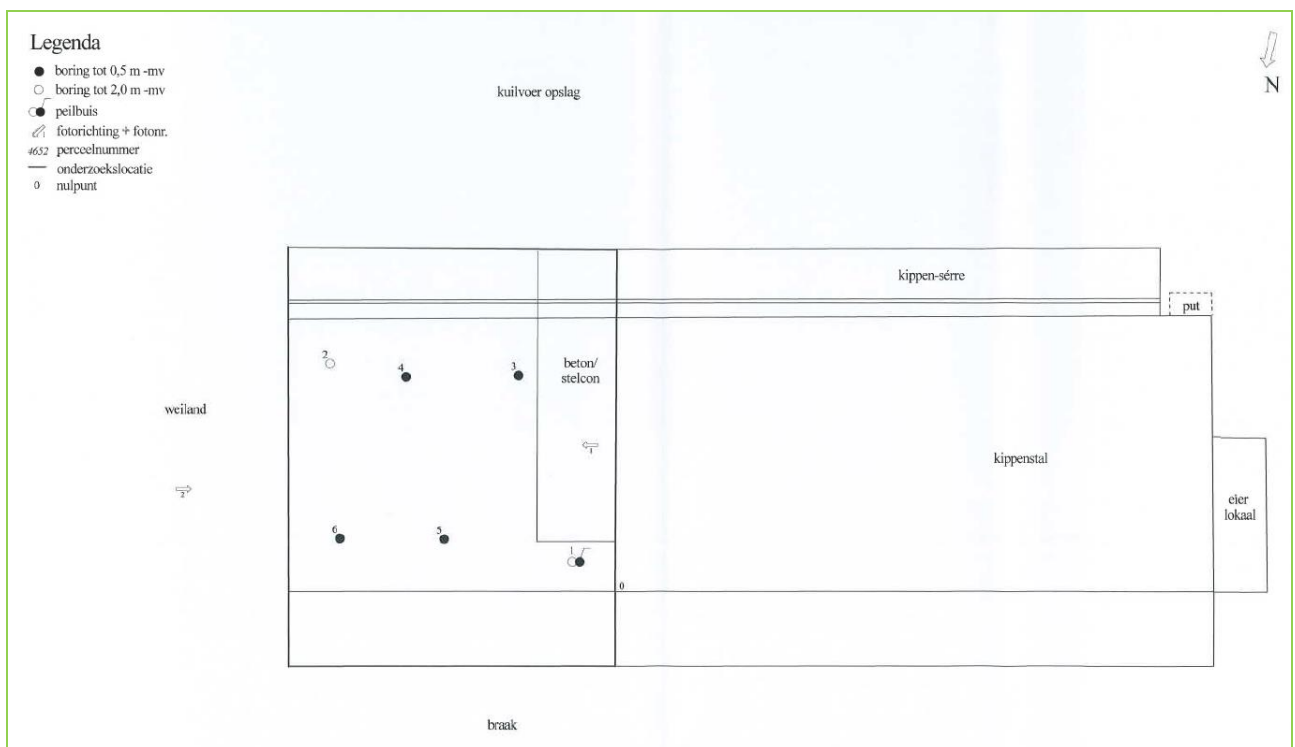 Legenda
boring tot 0,5 m -mv
boring tot 2,0 m -mv
peilbuis
1
fotorichting + fotonr.
4652 perceelnummer
onderzoekslocatie
0 nulpunt
kuilvoer opslag
N
kippen-sérre
put
2
4
3
beton/
stelcon
weiland
1
kippenstal
2
eier
lokaal
6
5
1
0
braak